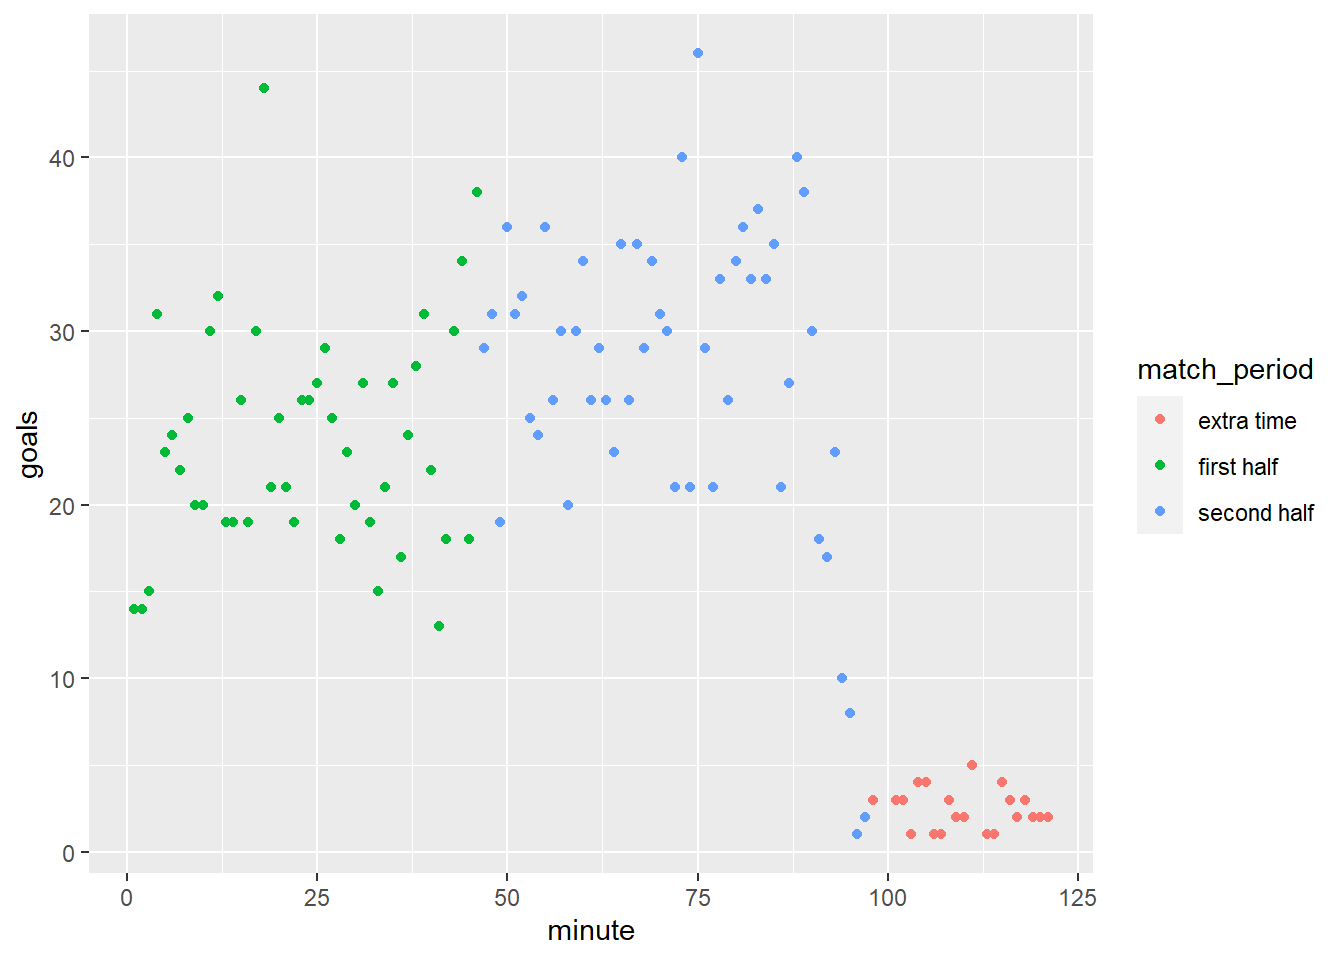 goals
40
30
20
10
0
0 25 50 75 100 125
minute
match_period
extra time
first half
second half